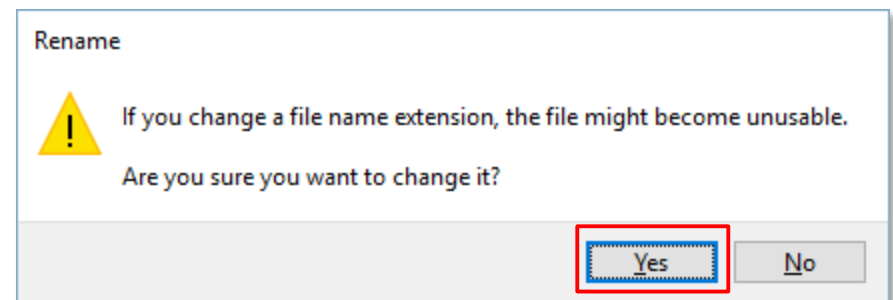 Rename
If you change a file name extension, the file might become unusable.
Are you sure you want to change it?
Yes
No